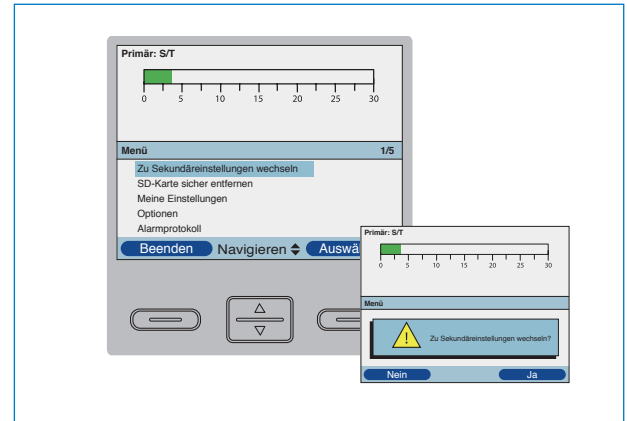 Primär: S/T
0 5 10 15 20 25 30
Menü 1/5
Zu Sekundäreinstellungen wechseln
SD-Karte sicher entfernen
Meine Einstellungen
Optionen
Alarmprotokoll
Beenden Navigieren Auswä
Primär: S/T
0 5 10 15 20 25 30
Menü
! Zu Sekundäreinstellungen wechseln?
Nein Ja